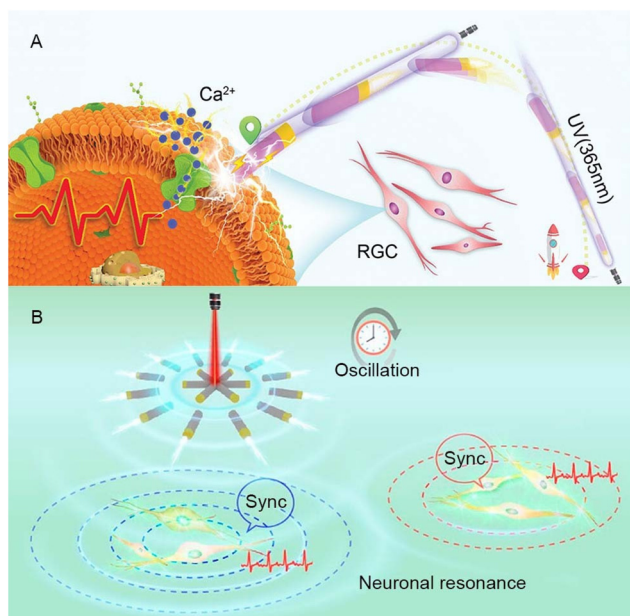 A
Ca²⁺
UV(365nm)
RGC
B
Oscillation
Sync
Sync
Neuronal resonance